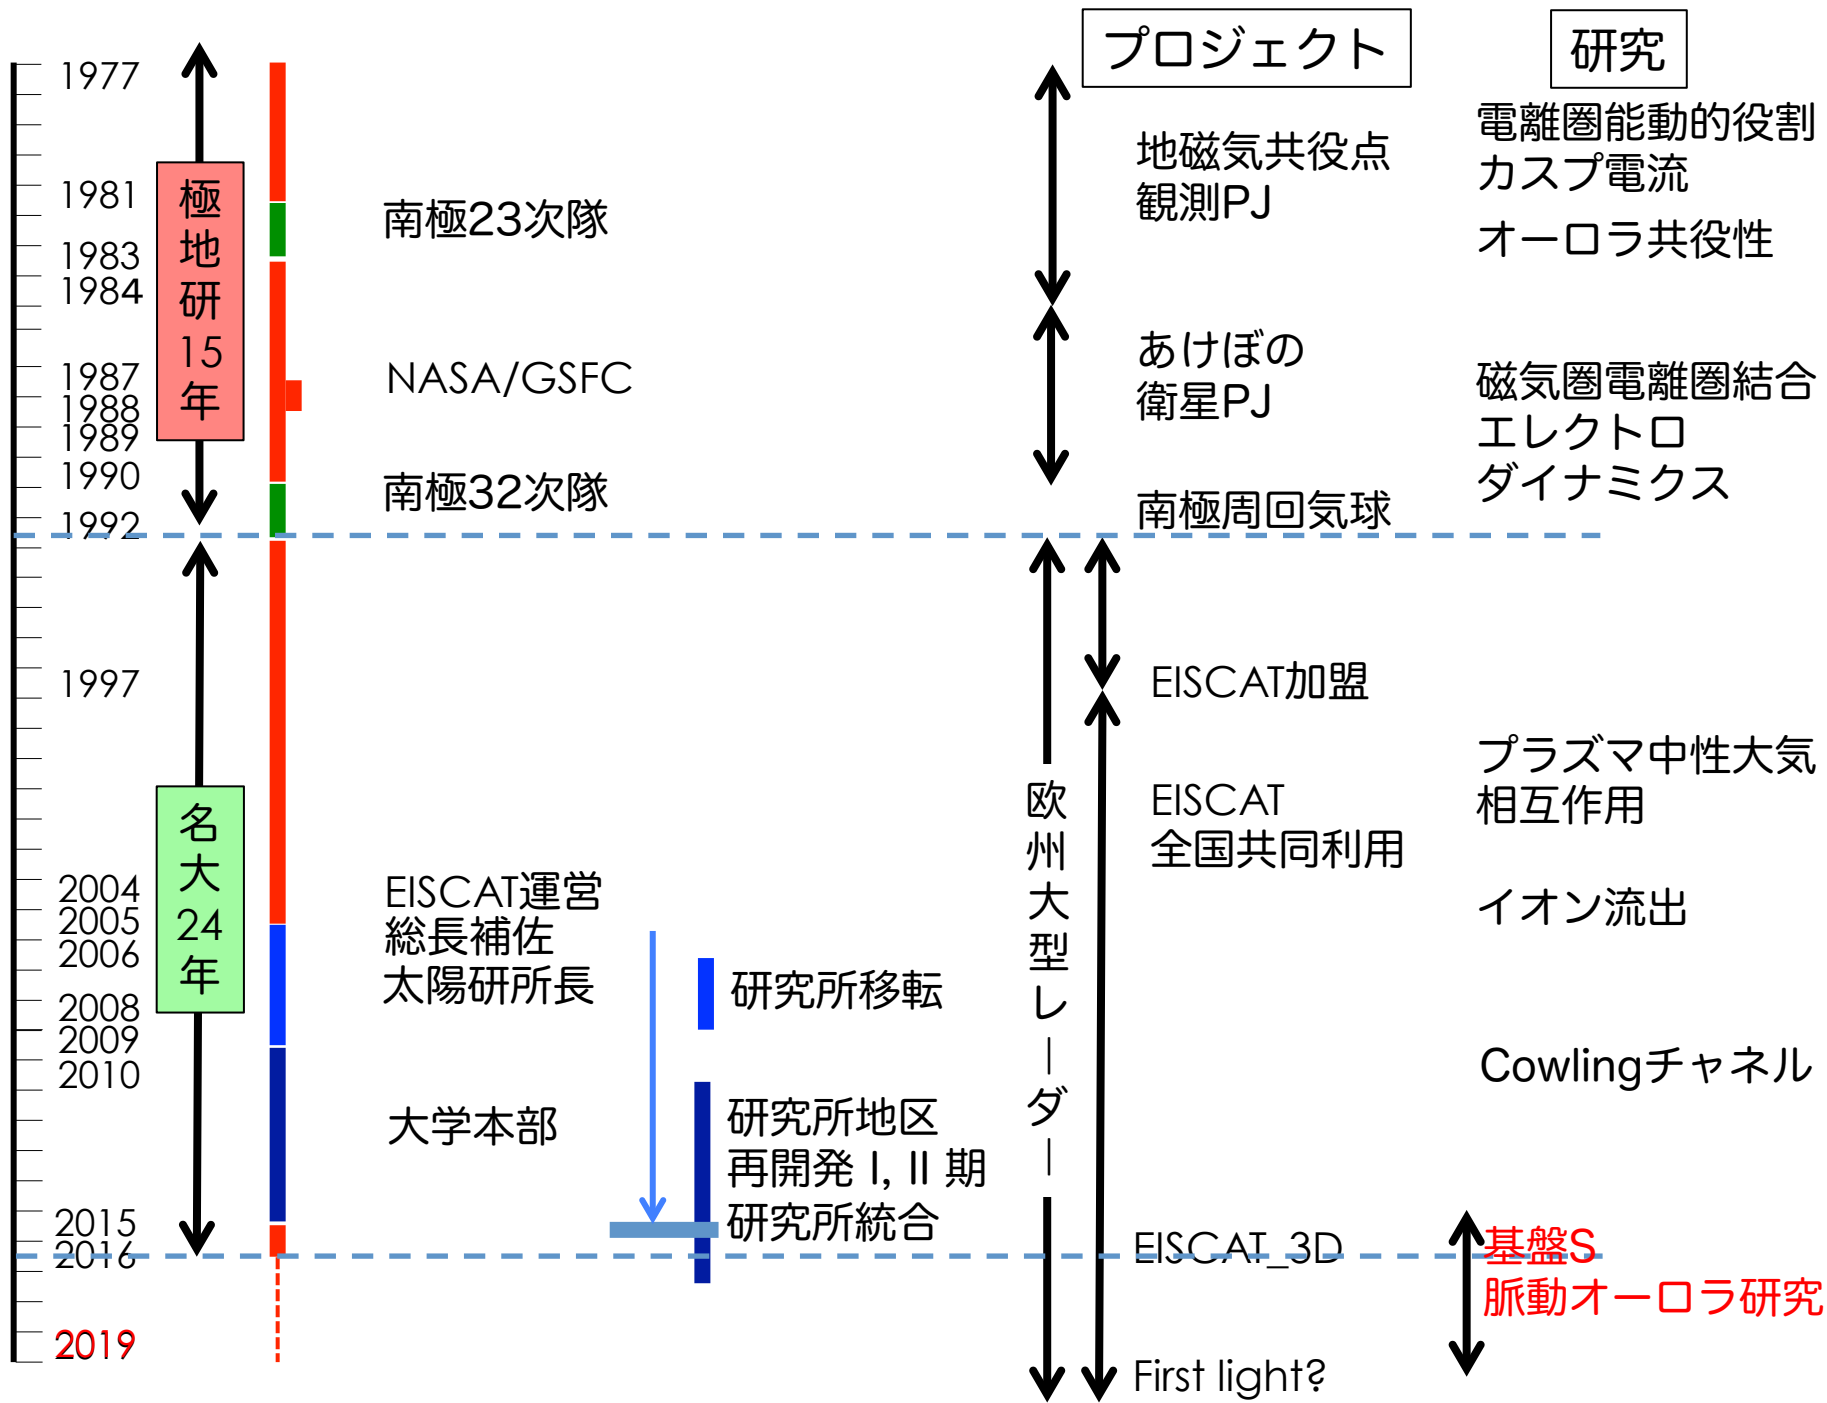 プロジェクト
研究
1977
1981
1983
1984
1987
1988
1989
1990
1992
1997
2004
2005
2006
2008
2009
2010
2015
2016
2019
極
地
研
15
年
名
大
24
年
南極23次隊
NASA/GSFC
南極32次隊
EISCAT運営
総長補佐
太陽研所長
大学本部
研究所移転
研究所地区
再開発 I, II 期
研究所統合
欧
州
大
型
レ
ー
ダ
ー
地磁気共役点
観測PJ
あけぼの
衛星PJ
南極周回気球
EISCAT加盟
EISCAT
全国共同利用
EISCAT_3D
First light?
電離圏能動的役割
カスプ電流
オーロラ共役性
磁気圏電離圏結合
エレクトロ
ダイナミクス
プラズマ中性大気
相互作用
イオン流出
Cowlingチャネル
基盤S
脈動オーロラ研究